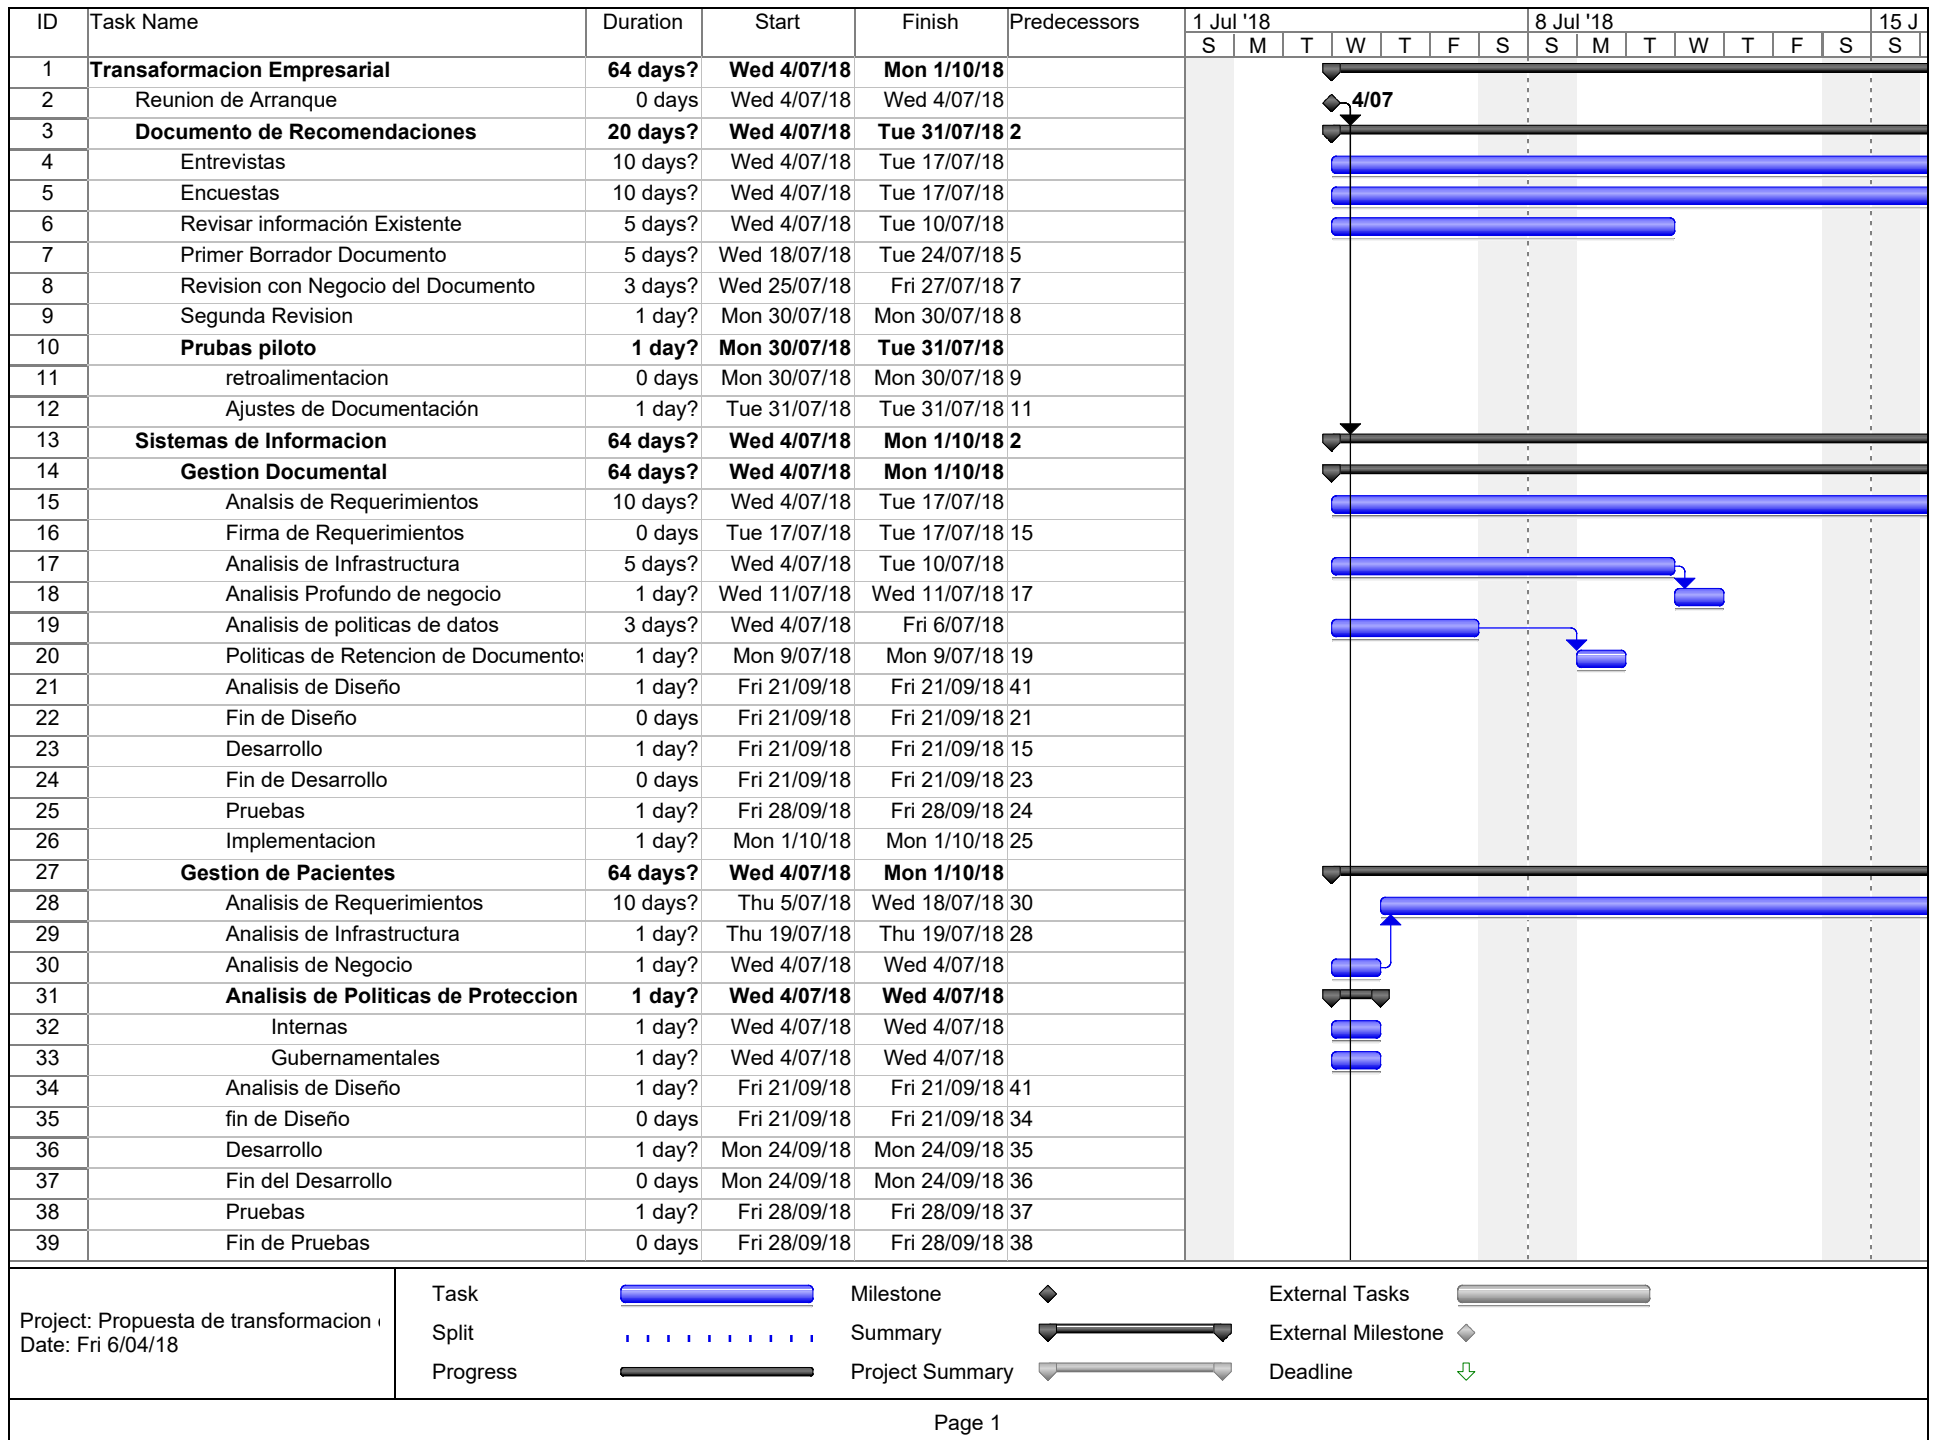 ID Task Name Duration Start Finish Predecessors 1 Jul '18 8 Jul '18 15 J
S M T W T F S S M T W T F S S
1 Transaformacion Empresarial 64 days? Wed 4/07/18 Mon 1/10/18
2 Reunion de Arranque 0 days Wed 4/07/18 Wed 4/07/18 4/07
3 Documento de Recomendaciones 20 days? Wed 4/07/18 Tue 31/07/18 2
4 Entrevistas 10 days? Wed 4/07/18 Tue 17/07/18
5 Encuestas 10 days? Wed 4/07/18 Tue 17/07/18
6 Revisar información Existente 5 days? Wed 4/07/18 Tue 10/07/18
7 Primer Borrador Documento 5 days? Wed 18/07/18 Tue 24/07/18 5
8 Revision con Negocio del Documento 3 days? Wed 25/07/18 Fri 27/07/18 7
9 Segunda Revision 1 day? Mon 30/07/18 Mon 30/07/18 8
10 Prubas piloto 1 day? Mon 30/07/18 Tue 31/07/18
11 retroalimentacion 0 days Mon 30/07/18 Mon 30/07/18 9
12 Ajustes de Documentación 1 day? Tue 31/07/18 Tue 31/07/18 11
13 Sistemas de Informacion 64 days? Wed 4/07/18 Mon 1/10/18 2
14 Gestion Documental 64 days? Wed 4/07/18 Mon 1/10/18
15 Analsis de Requerimientos 10 days? Wed 4/07/18 Tue 17/07/18
16 Firma de Requerimientos 0 days Tue 17/07/18 Tue 17/07/18 15
17 Analisis de Infrastructura 5 days? Wed 4/07/18 Tue 10/07/18
18 Analisis Profundo de negocio 1 day? Wed 11/07/18 Wed 11/07/18 17
19 Analisis de politicas de datos 3 days? Wed 4/07/18 Fri 6/07/18
20 Politicas de Retencion de Documentos 1 day? Mon 9/07/18 Mon 9/07/18 19
21 Analisis de Diseño 1 day? Fri 21/09/18 Fri 21/09/18 41
22 Fin de Diseño 0 days Fri 21/09/18 Fri 21/09/18 21
23 Desarrollo 1 day? Fri 21/09/18 Fri 21/09/18 15
24 Fin de Desarrollo 0 days Fri 21/09/18 Fri 21/09/18 23
25 Pruebas 1 day? Fri 28/09/18 Fri 28/09/18 24
26 Implementacion 1 day? Mon 1/10/18 Mon 1/10/18 25
27 Gestion de Pacientes 64 days? Wed 4/07/18 Mon 1/10/18
28 Analisis de Requerimientos 10 days? Thu 5/07/18 Wed 18/07/18 30
29 Analisis de Infrastructura 1 day? Thu 19/07/18 Thu 19/07/18 28
30 Analisis de Negocio 1 day? Wed 4/07/18 Wed 4/07/18
31 Analisis de Politicas de Proteccion 1 day? Wed 4/07/18 Wed 4/07/18
32 Internas 1 day? Wed 4/07/18 Wed 4/07/18
33 Gubernamentales 1 day? Wed 4/07/18 Wed 4/07/18
34 Analisis de Diseño 1 day? Fri 21/09/18 Fri 21/09/18 41
35 fin de Diseño 0 days Fri 21/09/18 Fri 21/09/18 34
36 Desarrollo 1 day? Mon 24/09/18 Mon 24/09/18 35
37 Fin del Desarrollo 0 days Mon 24/09/18 Mon 24/09/18 36
38 Pruebas 1 day? Fri 28/09/18 Fri 28/09/18 37
39 Fin de Pruebas 0 days Fri 28/09/18 Fri 28/09/18 38
Project: Propuesta de transformacion
Date: Fri 6/04/18
Task Milestone External Tasks
Split Summary External Milestone
Progress Project Summary Deadline
Page 1